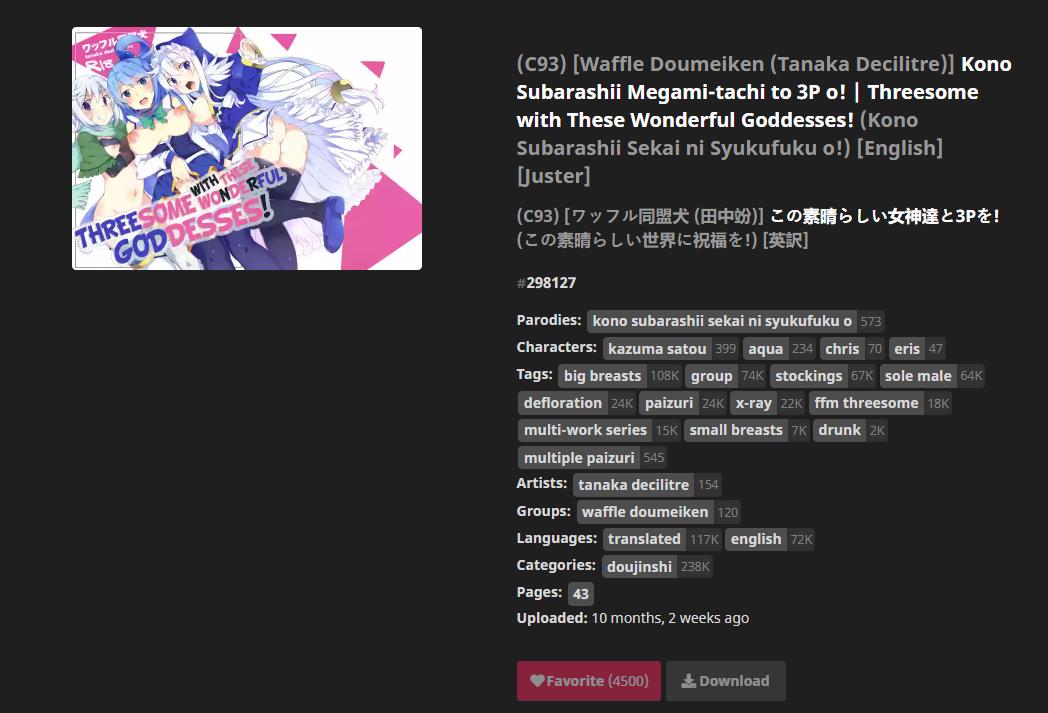 ワッフル同盟犬
tanaka deci
R18
THREESOME WITH THESE
WONDERFUL
GODDESSES!
(C93) [Waffle Doumeiken (Tanaka Decilitre)] Kono
Subarashii Megami-tachi to 3P o! | Threesome
with These Wonderful Goddesses! (Kono
Subarashii Sekai ni Syukufuku o!) [English]
[Juster]
(C93) [ワッフル同盟犬 (田中竕)] この素晴らしい女神達と3Pを!
(この素晴らしい世界に祝福を!) [英訳]
#298127
Parodies: kono subarashii sekai ni syukufuku o 573
Characters: kazuma satou 399 aqua 234 chris 70 eris 47
Tags: big breasts 108K group 74K stockings 67K sole male 64K
defloration 24K paizuri 24K x-ray 22K ffm threesome 18K
multi-work series 15K small breasts 7K drunk 2K
multiple paizuri 545
Artists: tanaka decilitre 154
Groups: waffle doumeiken 120
Languages: translated 117K english 72K
Categories: doujinshi 238K
Pages: 43
Uploaded: 10 months, 2 weeks ago
Favorite (4500) Download